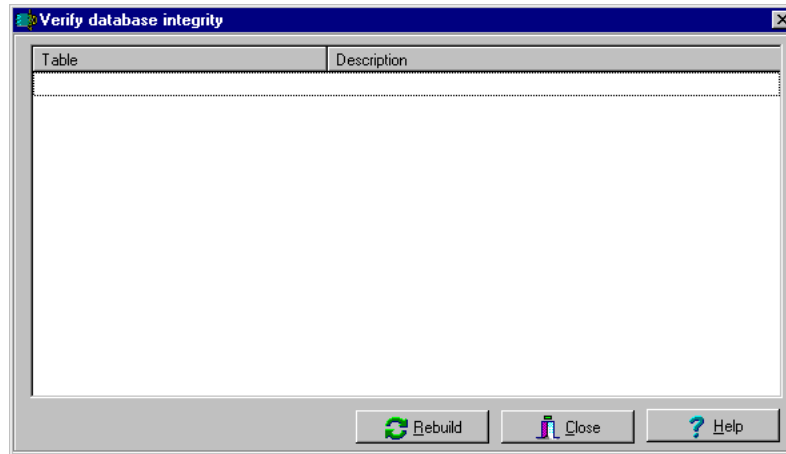 Verify database integrity
Table Description
Rebuild Close Help